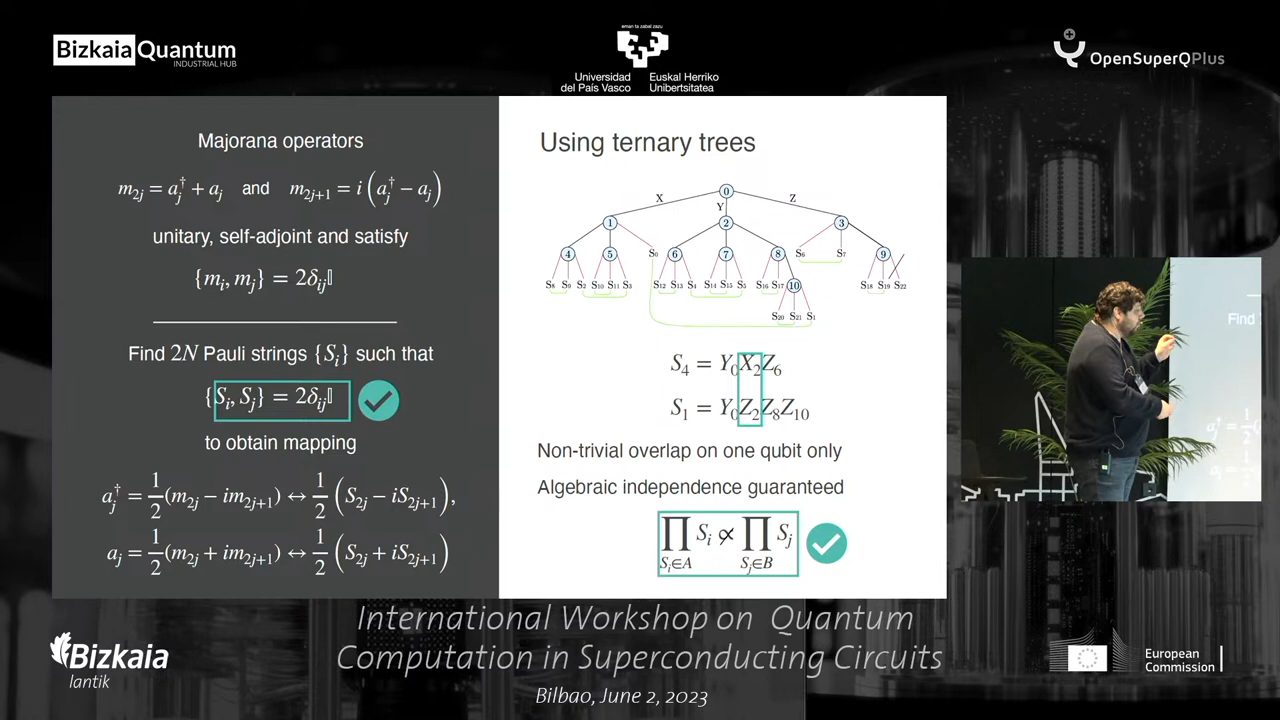 Bizkaia Quantum
INDUSTRIAL HUB
eman ta zabal zazu
Universidad
del País Vasco
Euskal Herriko
Unibertsitatea
OpenSuperQPlus
Majorana operators
m_{2j} = a_j^† + a_j and m_{2j+1} = i (a_j^† − a_j)
unitary, self-adjoint and satisfy
{m_i, m_j} = 2δ_{ij}𝕀
Find 2N Pauli strings {S_i} such that
{S_i, S_j} = 2δ_{ij}𝕀
to obtain mapping
a_j^† = 1/2 (m_{2j} − im_{2j+1}) ↔ 1/2 (S_{2j} − iS_{2j+1}),
a_j = 1/2 (m_{2j} + im_{2j+1}) ↔ 1/2 (S_{2j} + iS_{2j+1})
Using ternary trees
0
X Y Z
1 2 3
4 5 S_0 6 7 8 S_6 S_7 9
S_8 S_9 S_2 S_10 S_11 S_3 S_12 S_13 S_4 S_14 S_15 S_5 S_16 S_17 10 S_18 S_19 S_22
S_20 S_21 S_1
S_4 = Y_0X_2Z_6
S_1 = Y_0Z_2Z_8Z_10
Non-trivial overlap on one qubit only
Algebraic independence guaranteed
∏_{S_i∈A} S_i ∝̸ ∏_{S_j∈B} S_j
Find
International Workshop on Quantum
Computation in Superconducting Circuits
Bilbao, June 2, 2023
Bizkaia
lantik
European
Commission